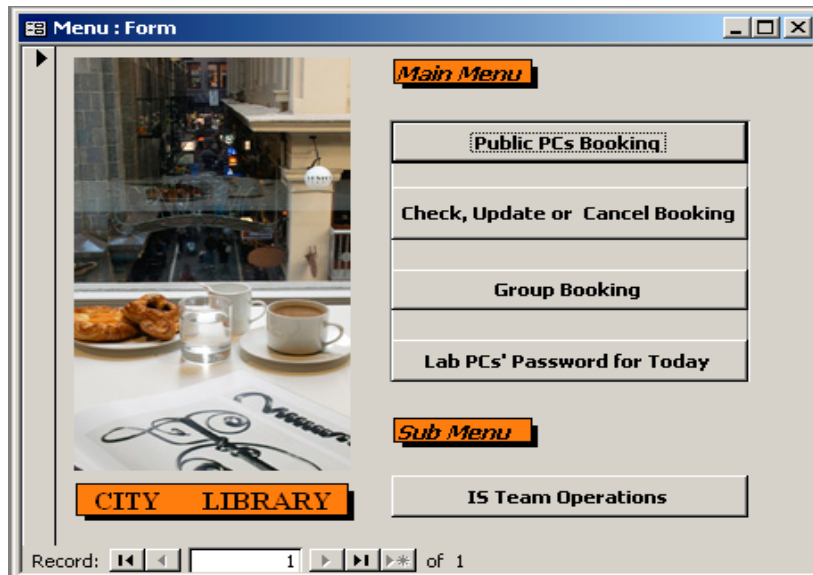 Menu : Form
Main Menu
Public PCs Booking
Check, Update or Cancel Booking
Group Booking
Lab PCs' Password for Today
Sub Menu
CITY LIBRARY
IS Team Operations
Record: 1 of 1